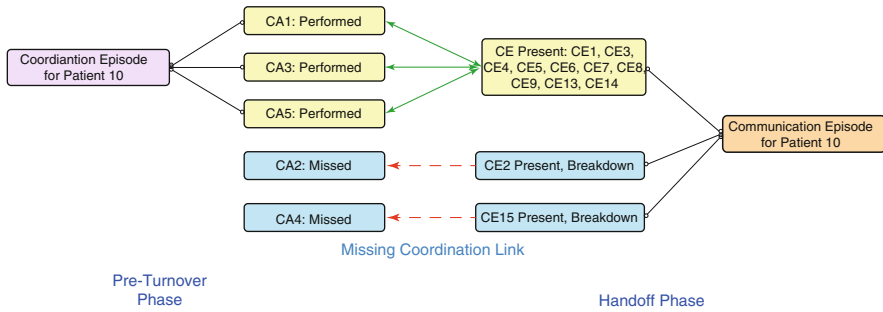 CA1: Performed
Coordiantion Episode
for Patient 10
CA3: Performed
CA5: Performed
CE Present: CE1, CE3,
CE4, CE5, CE6, CE7, CE8,
CE9, CE13, CE14
Communication Episode
for Patient 10
CA2: Missed
CE2 Present, Breakdown
CA4: Missed
CE15 Present, Breakdown
Missing Coordination Link
Pre-Turnover
Phase
Handoff Phase